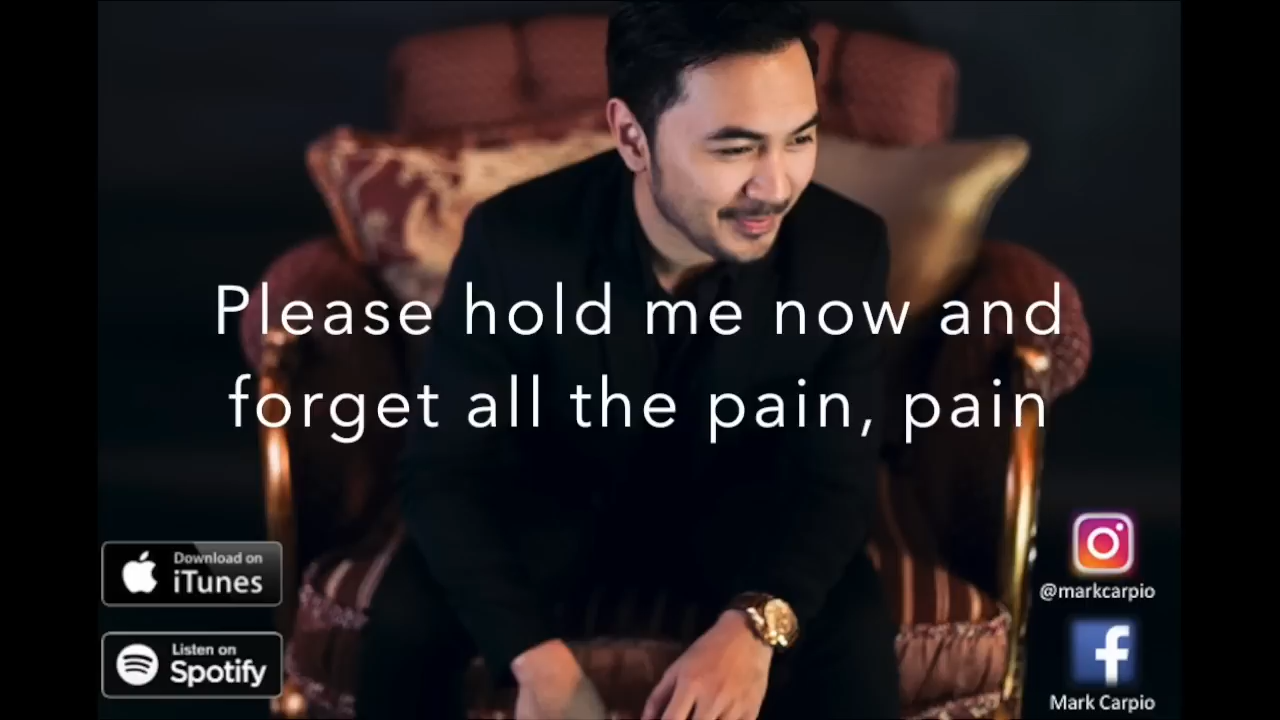 Please hold me now and
forget all the pain, pain
Download on
iTunes
Listen on
Spotify
@markcarpio
Mark Carpio